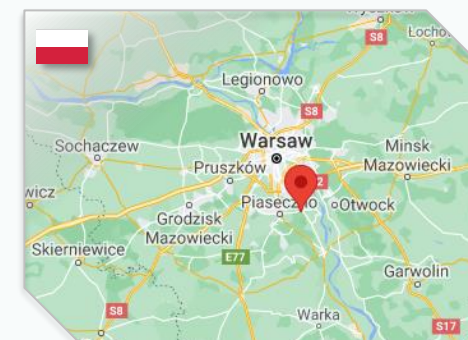 S8
Łochó
Legionowo
S8
Sochaczew
Warsaw
Mińsk
Mazowiecki
Pruszków
wicz
Piaseczno
Otwock
Grodzisk
Mazowiecki
Skierniewice
E77
Garwolin
S8
Warka
S17